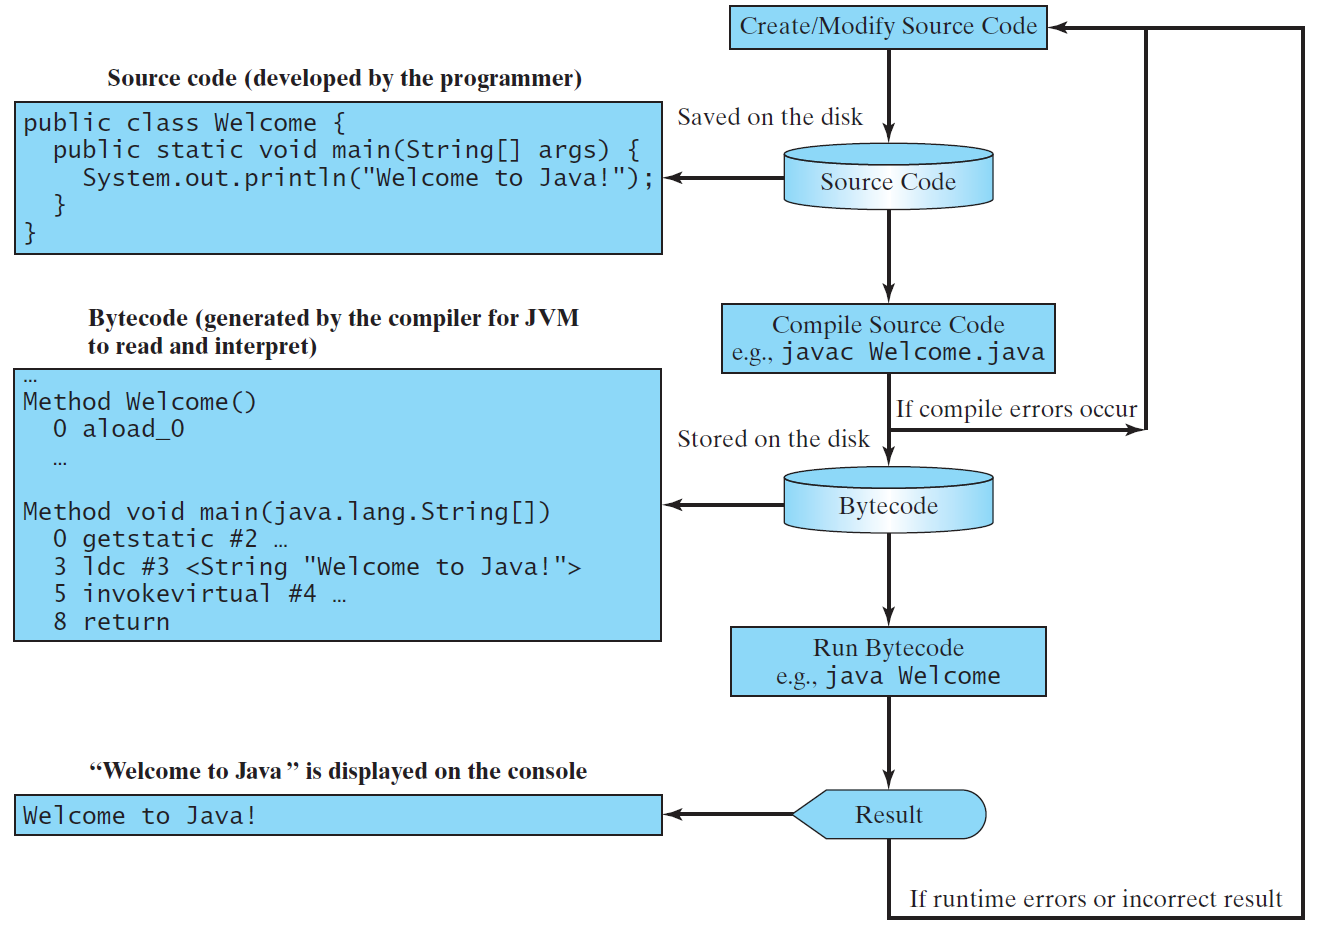 Create/Modify Source Code
Source code (developed by the programmer)
public class Welcome {
  public static void main(String[] args) {
    System.out.println("Welcome to Java!");
  }
}
Saved on the disk
Source Code
Compile Source Code
e.g., javac Welcome.java
If compile errors occur
Bytecode (generated by the compiler for JVM
to read and interpret)
…
Method Welcome()
  0 aload_0
  …
Method void main(java.lang.String[])
  0 getstatic #2 …
  3 ldc #3 <String "Welcome to Java!">
  5 invokevirtual #4 …
  8 return
Stored on the disk
Bytecode
Run Bytecode
e.g., java Welcome
“Welcome to Java” is displayed on the console
Welcome to Java!
Result
If runtime errors or incorrect result